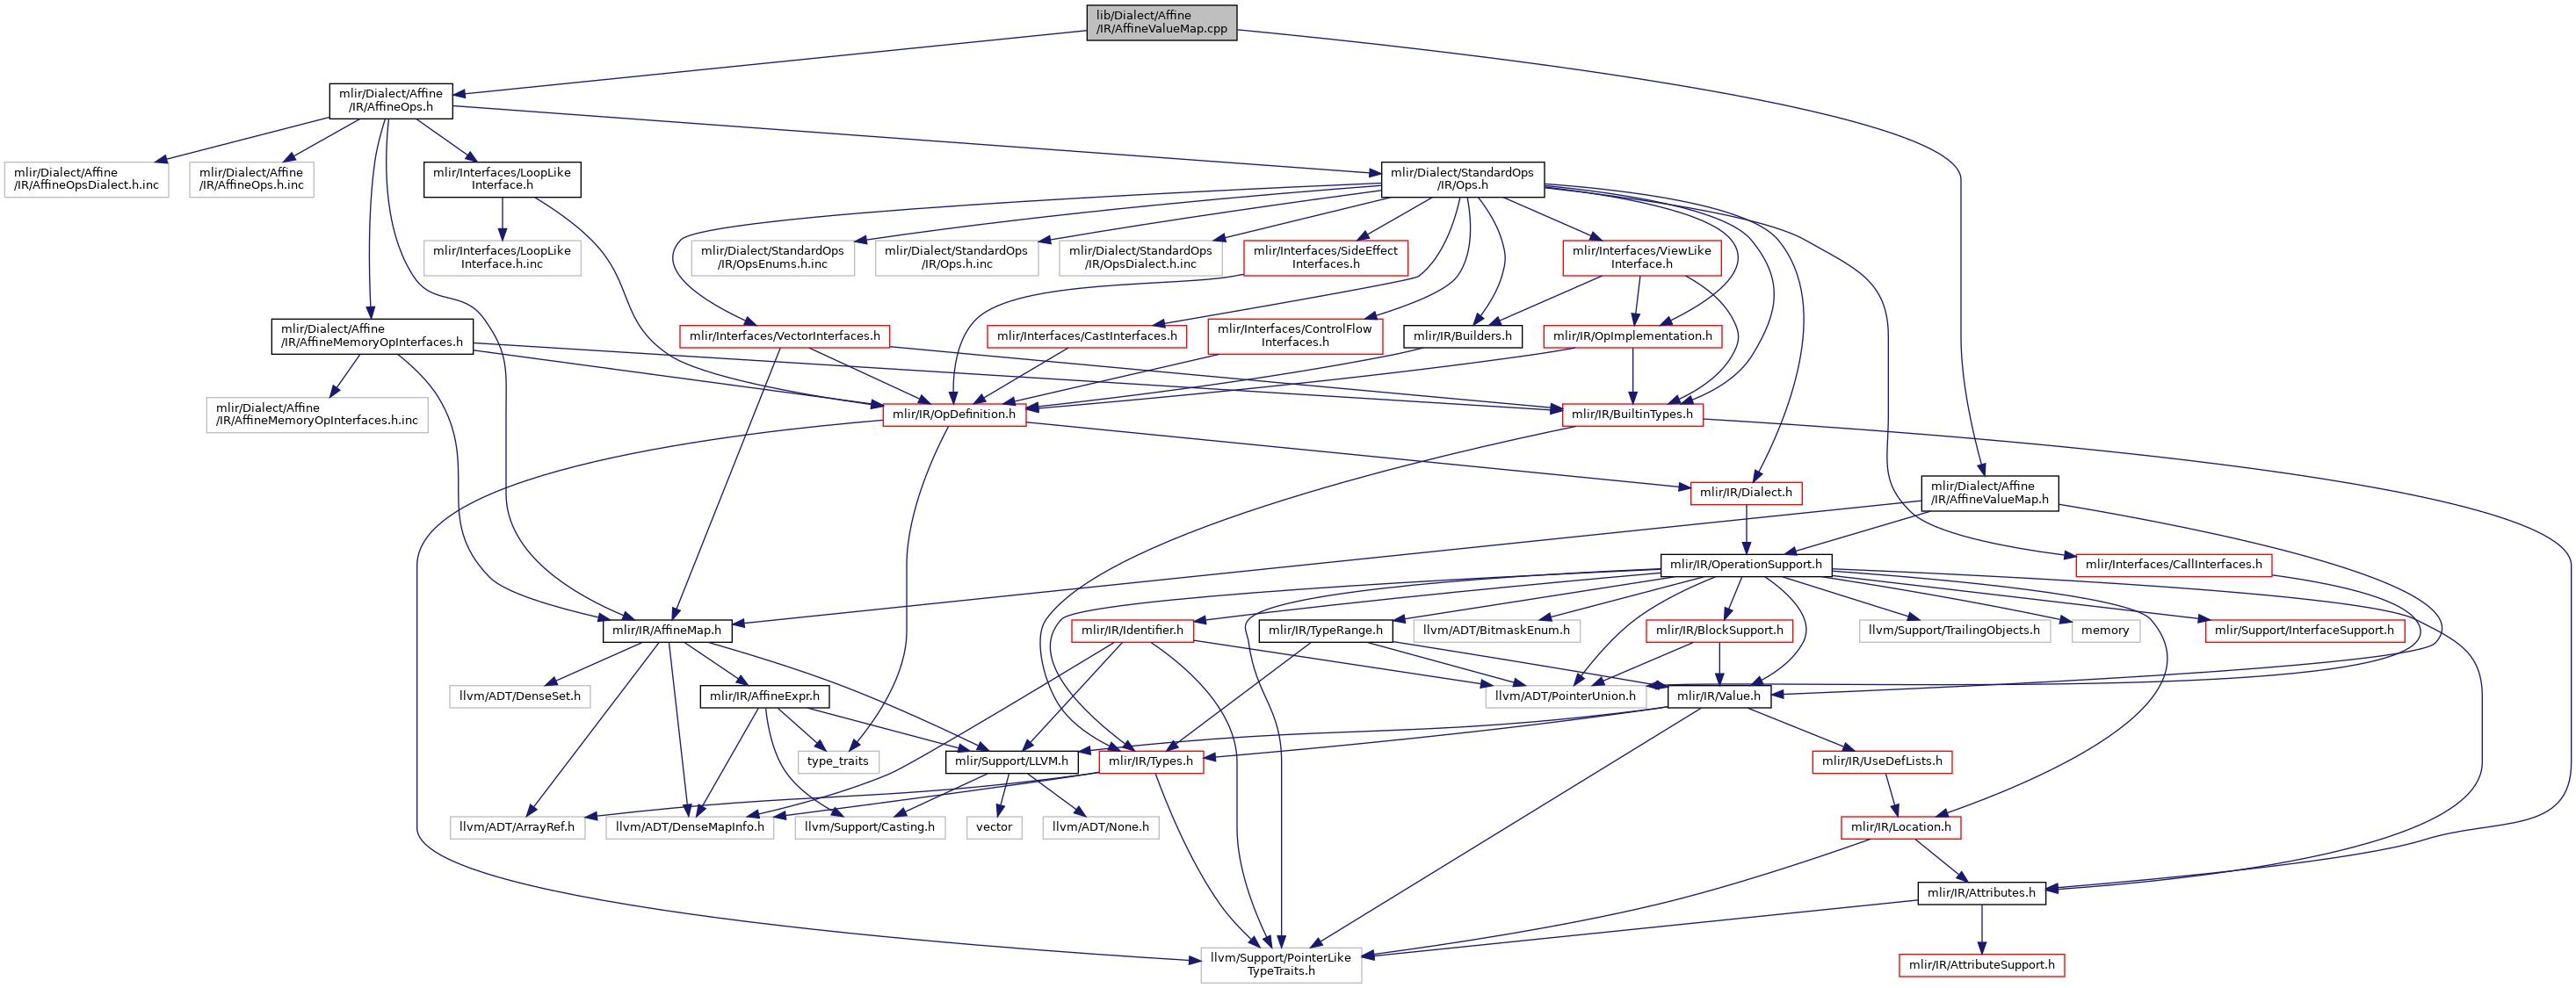 lib/Dialect/Affine
/IR/AffineValueMap.cpp
mlir/Dialect/Affine
/IR/AffineOps.h
mlir/Dialect/Affine
/IR/AffineOpsDialect.h.inc
mlir/Dialect/Affine
/IR/AffineOps.h.inc
mlir/Interfaces/LoopLike
Interface.h
mlir/Dialect/StandardOps
/IR/Ops.h
mlir/Interfaces/LoopLike
Interface.h.inc
mlir/Dialect/StandardOps
/IR/OpsEnums.h.inc
mlir/Dialect/StandardOps
/IR/Ops.h.inc
mlir/Dialect/StandardOps
/IR/OpsDialect.h.inc
mlir/Interfaces/SideEffect
Interfaces.h
mlir/Interfaces/ViewLike
Interface.h
mlir/Dialect/Affine
/IR/AffineMemoryOpInterfaces.h
mlir/Interfaces/VectorInterfaces.h
mlir/Interfaces/CastInterfaces.h
mlir/Interfaces/ControlFlow
Interfaces.h
mlir/IR/Builders.h
mlir/IR/OpImplementation.h
mlir/Dialect/Affine
/IR/AffineMemoryOpInterfaces.h.inc
mlir/IR/OpDefinition.h
mlir/IR/BuiltinTypes.h
mlir/IR/Dialect.h
mlir/Dialect/Affine
/IR/AffineValueMap.h
mlir/IR/OperationSupport.h
mlir/Interfaces/CallInterfaces.h
mlir/IR/AffineMap.h
mlir/IR/Identifier.h
mlir/IR/TypeRange.h
llvm/ADT/BitmaskEnum.h
mlir/IR/BlockSupport.h
llvm/Support/TrailingObjects.h
memory
mlir/Support/InterfaceSupport.h
llvm/ADT/DenseSet.h
mlir/IR/AffineExpr.h
llvm/ADT/PointerUnion.h
mlir/IR/Value.h
type_traits
mlir/Support/LLVM.h
mlir/IR/Types.h
mlir/IR/UseDefLists.h
llvm/ADT/ArrayRef.h
llvm/ADT/DenseMapInfo.h
llvm/Support/Casting.h
vector
llvm/ADT/None.h
mlir/IR/Location.h
mlir/IR/Attributes.h
llvm/Support/PointerLike
TypeTraits.h
mlir/IR/AttributeSupport.h